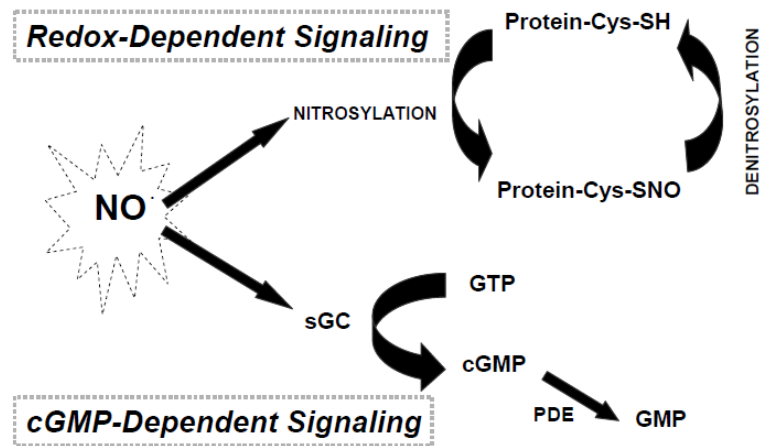 Redox-Dependent Signaling
Protein-Cys-SH
NITROSYLATION
DENITROSYLATION
Protein-Cys-SNO
NO·
GTP
sGC
cGMP
cGMP-Dependent Signaling
PDE
GMP